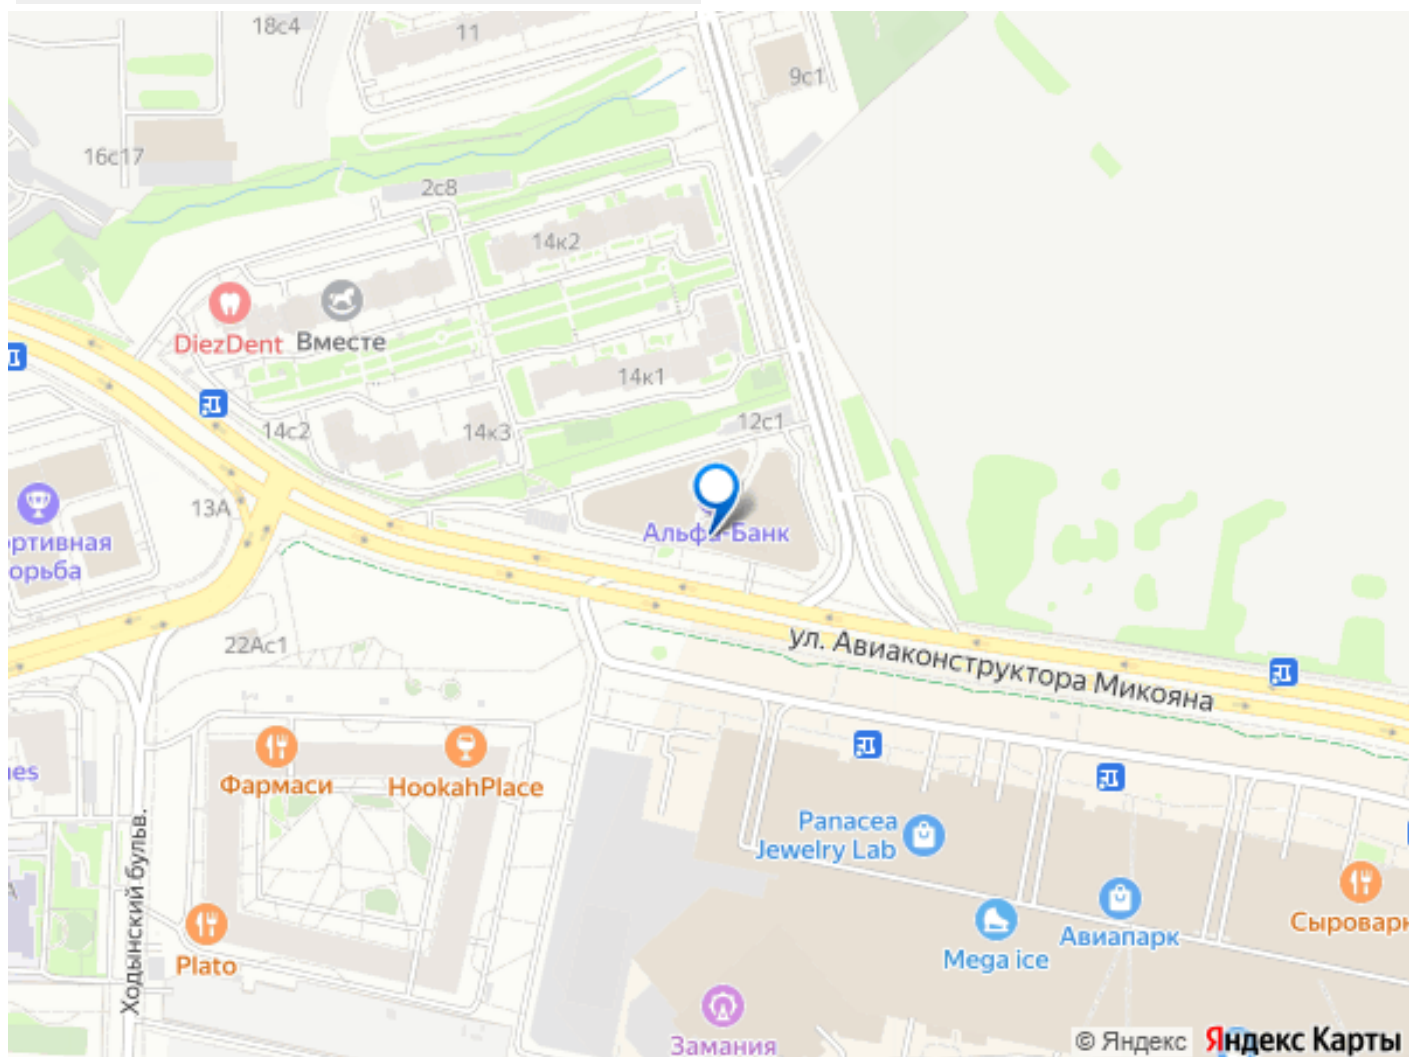 18с4
11
9с1
16с17
2с8
14к2
DiezDent
Вместе
14к1
14с2
14к3
12с1
13А
Альфа-Банк
ортивная
орьба
22Ас1
ул. Авиаконструктора Микояна
Фармаси
HookahPlace
es
Ходынский бульв.
Panacea
Jewelry Lab
Авиапарк
Сыроварн
Mega ice
Plato
Замания
© Яндекс
Яндекс Карты